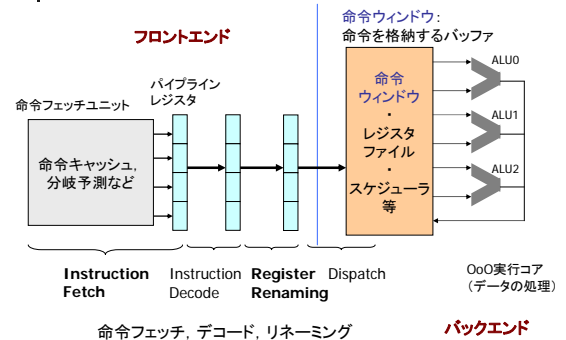 フロントエンド
命令ウィンドウ:
命令を格納するバッファ
パイプライン
レジスタ
命令フェッチユニット
命令キャッシュ,
分岐予測など
命令
ウィンドウ
・
レジスタ
ファイル
・
スケジューラ
等
ALU0
ALU1
ALU2
Instruction
Fetch
Instruction
Decode
Register
Renaming
Dispatch
OoO実行コア
(データの処理)
命令フェッチ, デコード, リネーミング
バックエンド